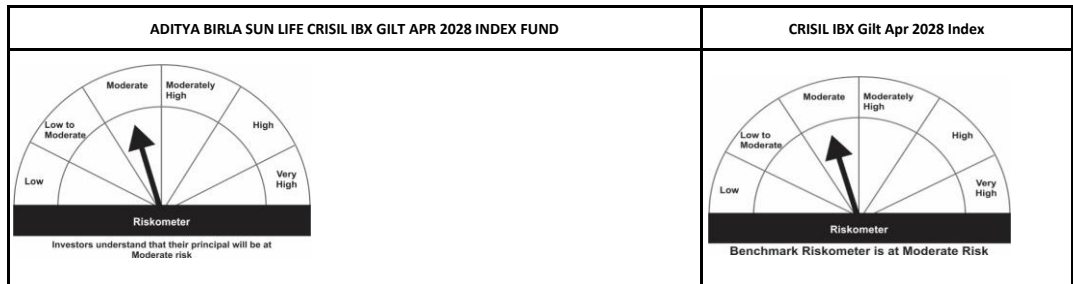 ADITYA BIRLA SUN LIFE CRISIL IBX GILT APR 2028 INDEX FUND
CRISIL IBX Gilt Apr 2028 Index
Low
Low to
Moderate
Moderate
Moderately
High
High
Very
High
Riskometer
Investors understand that their principal will be at
Moderate risk
Low
Low to
Moderate
Moderate
Moderately
High
High
Very
High
Riskometer
Benchmark Riskometer is at Moderate Risk